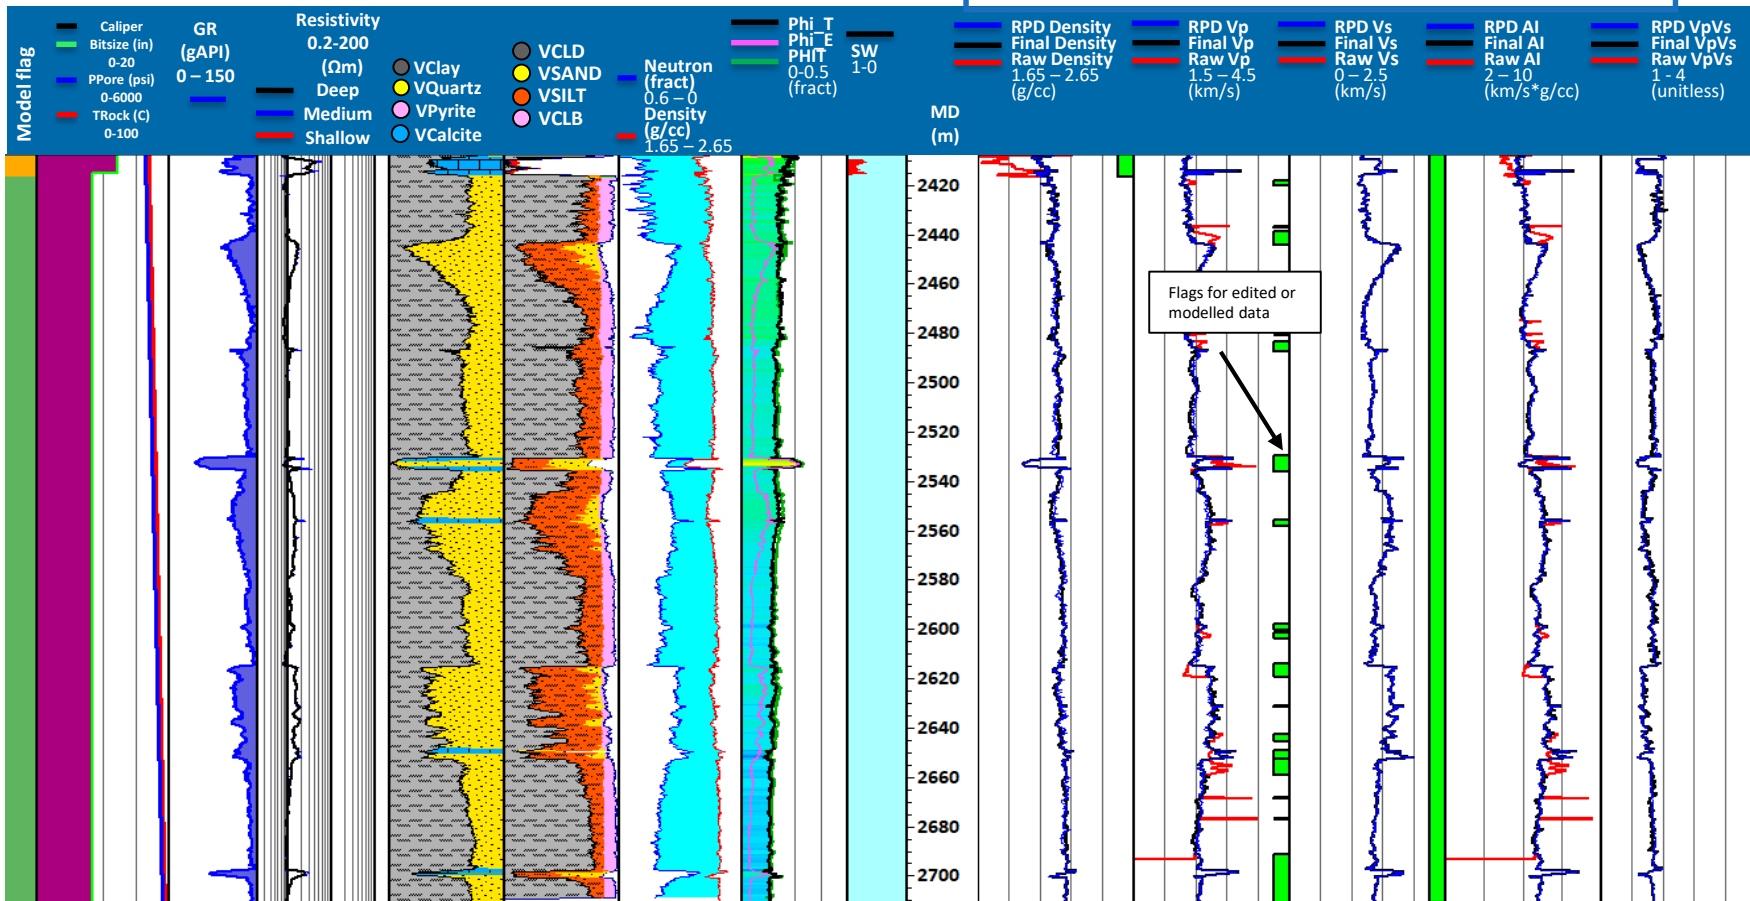 Model flag
Caliper
Bitsize (in)
0-20
PPore (psi)
0-6000
TRock (C)
0-100
GR
(gAPI)
0 – 150
Resistivity
0.2-200
(Ωm)
Deep
Medium
Shallow
VClay
VQuartz
VPyrite
VCalcite
VCLD
VSAND
VSILT
VCLB
Neutron
(fract)
0.6 – 0
Density
(g/cc)
1.65 – 2.65
Phi_T
Phi_E
PHIT
0-0.5
(fract)
SW
1-0
MD
(m)
RPD Density
Final Density
Raw Density
1.65 – 2.65
(g/cc)
RPD Vp
Final Vp
Raw Vp
1.5 – 4.5
(km/s)
RPD Vs
Final Vs
Raw Vs
0 – 2.5
(km/s)
RPD AI
Final AI
Raw AI
2 – 10
(km/s*g/cc)
RPD VpVs
Final VpVs
Raw VpVs
1 - 4
(unitless)
2420
2440
2460
2480
2500
2520
2540
2560
2580
2600
2620
2640
2660
2680
2700
Flags for edited or
modelled data